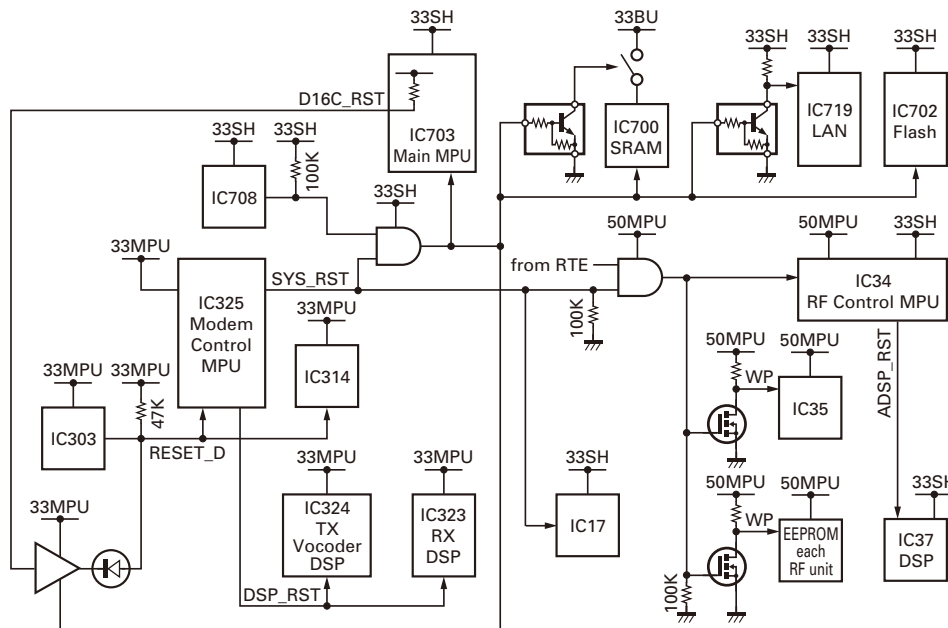 33SH
33BU
33SH
33SH
33SH
D16C_RST
IC703
Main MPU
IC700
SRAM
IC719
LAN
IC702
Flash
33SH
33SH
100K
IC708
33SH
33MPU
SYS_RST
50MPU
from RTE
50MPU
33SH
IC34
RF Control MPU
IC325
Modem
Control
MPU
33MPU
IC314
100K
33MPU
33MPU
47K
IC303
RESET_D
50MPU
50MPU
WP
IC35
ADSP_RST
33MPU
33MPU
33SH
IC324
TX
Vocoder
DSP
IC323
RX
DSP
IC17
33MPU
50MPU
50MPU
WP
EEPROM
each
RF unit
33SH
IC37
DSP
DSP_RST
100K